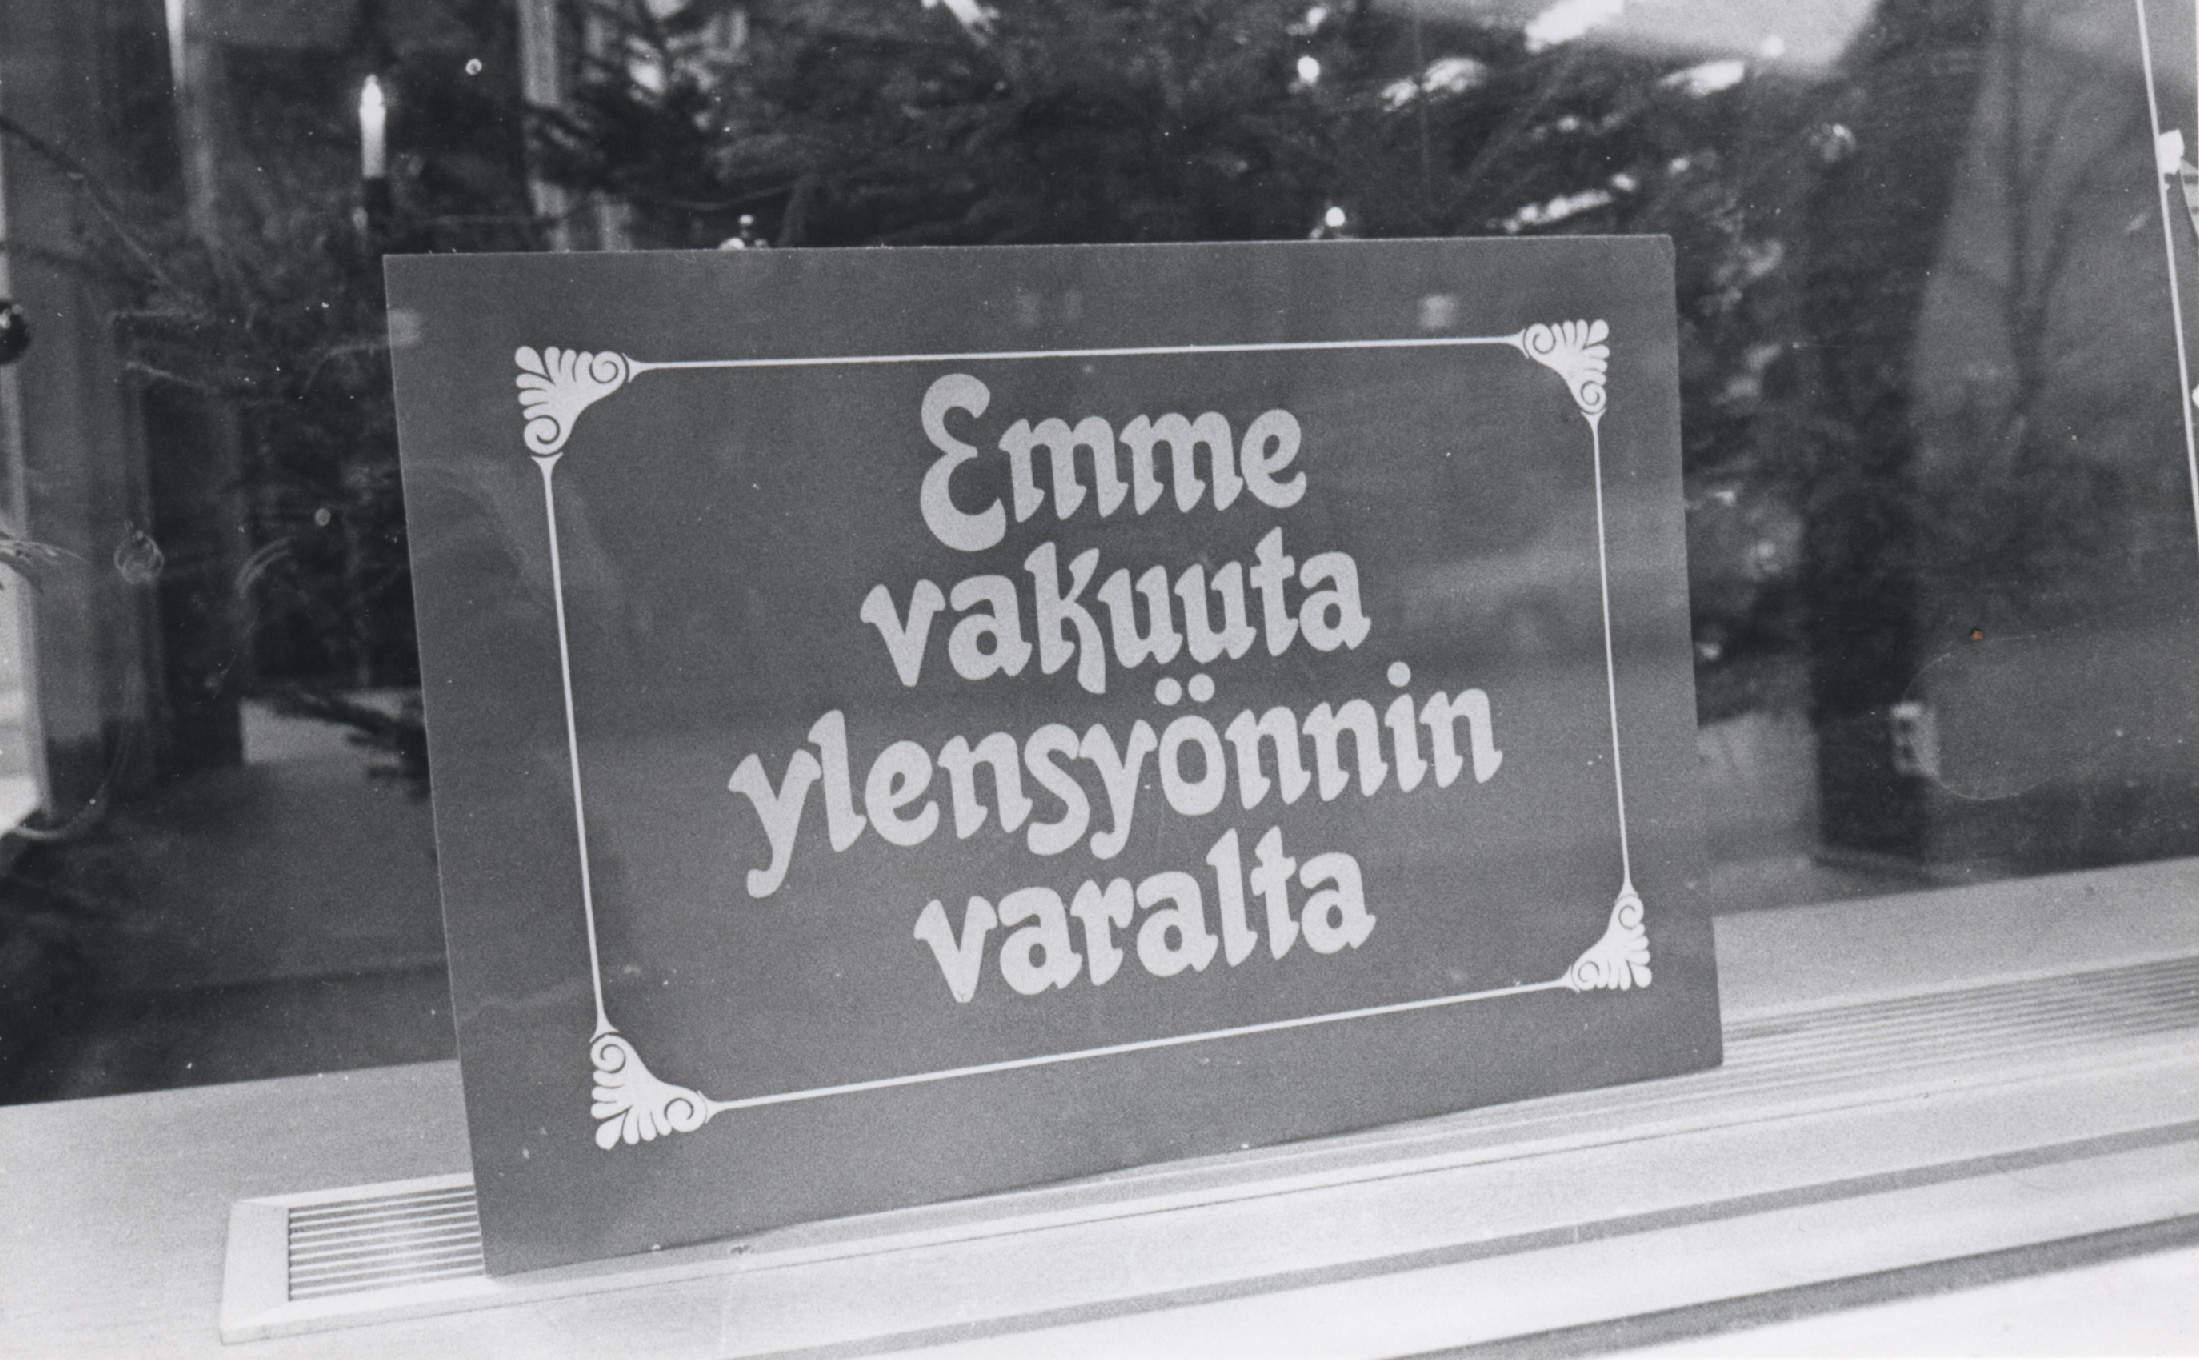 Emme
vakuuta
ylensyönnin
varalta